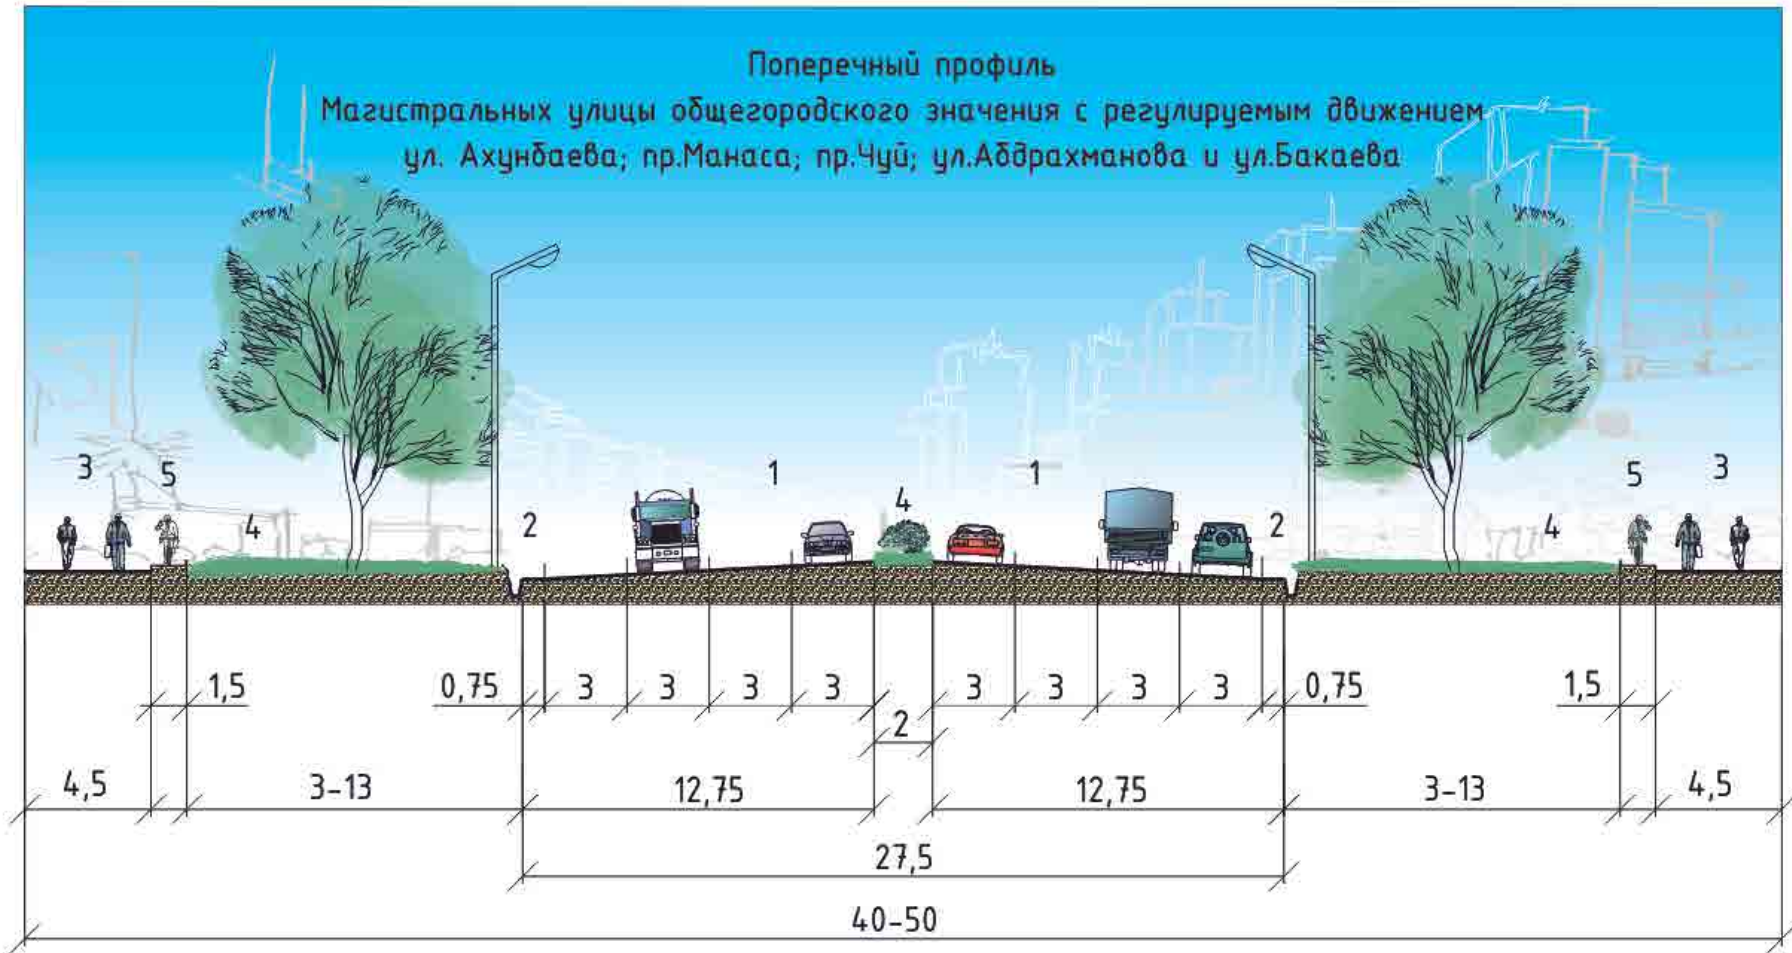 Поперечный профиль
Магистральных улицы общегородского значения с регулируемым движением
ул. Ахунбаева; пр.Манаса; пр.Чуй; ул.Абдрахманова и ул.Бакаева
3 5 4 2 1 4 1 2 4 5 3
1,5 0,75 3 3 3 3 3 3 3 3 0,75 1,5
2
4,5 3-13 12,75 12,75 3-13 4,5
27,5
40-50